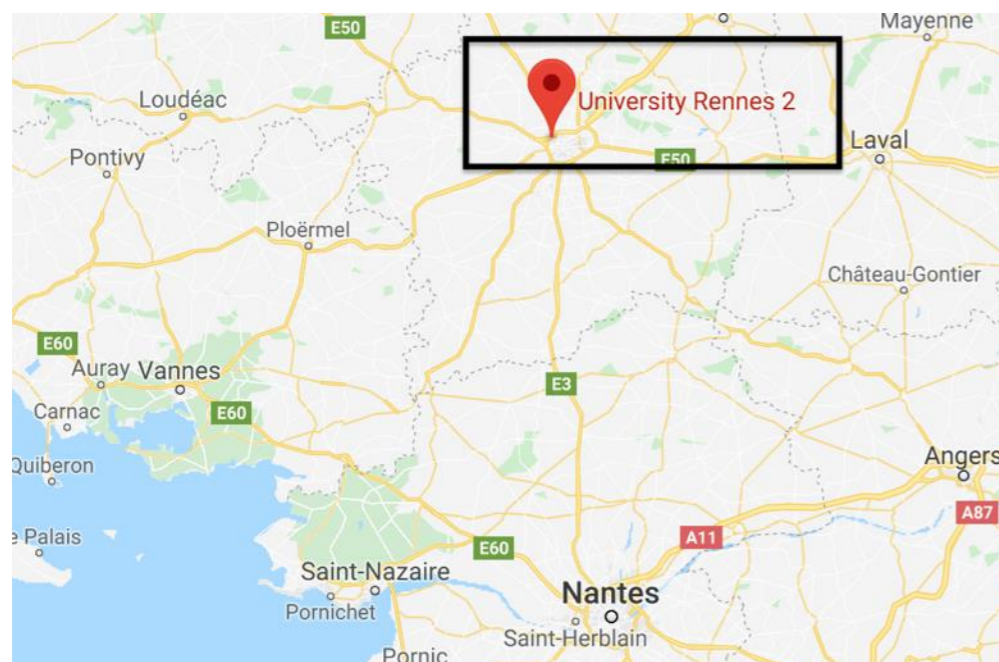 E50
Mayenne
Loudéac
University Rennes 2
Pontivy
E50
Laval
Ploërmel
Château-Gontier
E60
Auray
Vannes
E3
Carnac
E60
Quiberon
Angers
A87
e Palais
A11
E60
Saint-Nazaire
Pornichet
Nantes
Saint-Herblain
Pornic